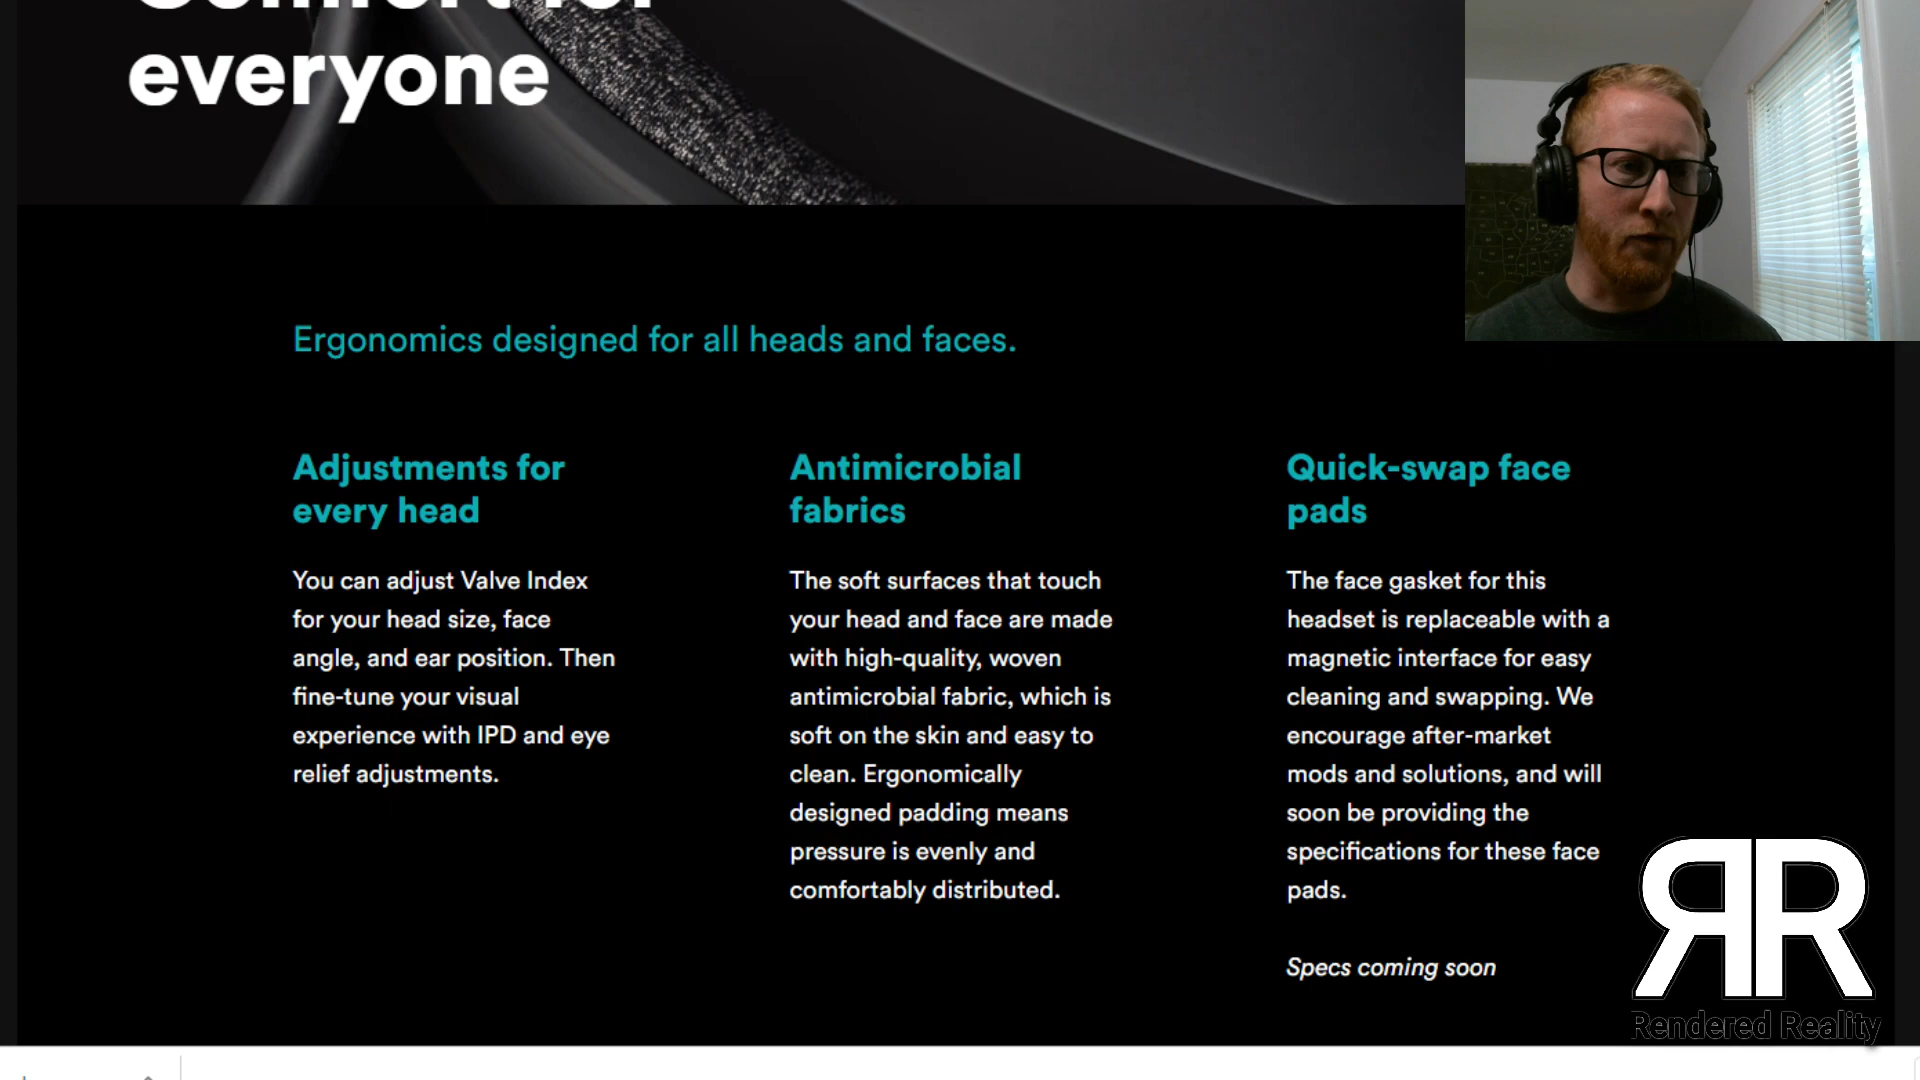 Comfort for
everyone
Ergonomics designed for all heads and faces.
Adjustments for
every head
You can adjust Valve Index
for your head size, face
angle, and ear position. Then
fine-tune your visual
experience with IPD and eye
relief adjustments.
Antimicrobial
fabrics
The soft surfaces that touch
your head and face are made
with high-quality, woven
antimicrobial fabric, which is
soft on the skin and easy to
clean. Ergonomically
designed padding means
pressure is evenly and
comfortably distributed.
Quick-swap face
pads
The face gasket for this
headset is replaceable with a
magnetic interface for easy
cleaning and swapping. We
encourage after-market
mods and solutions, and will
soon be providing the
specifications for these face
pads.
Specs coming soon
RR
Rendered Reality